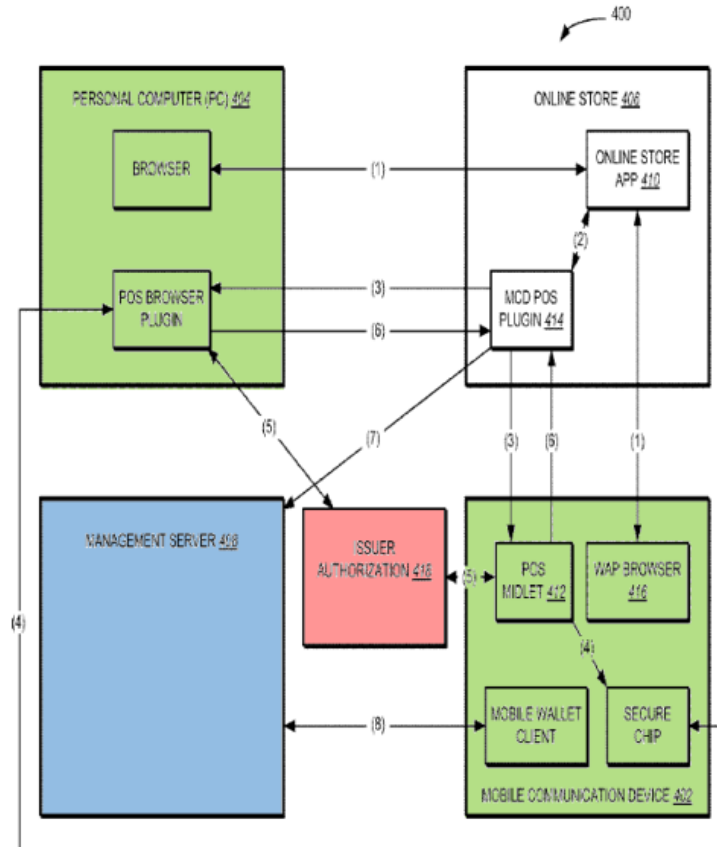 400
PERSONAL COMPUTER (PC) 404
BROWSER
POS BROWSER
PLUGIN
ONLINE STORE 406
ONLINE STORE
APP 410
MCD POS
PLUGIN 414
(1)
(2)
(3)
(6)
(5)
(7)
(3)
(6)
(1)
MANAGEMENT SERVER 408
ISSUER
AUTHORIZATION 418
(5)
POS
MIDLET 412
WAP BROWSER
416
(4)
(4)
(8)
MOBILE WALLET
CLIENT
SECURE
CHIP
MOBILE COMMUNICATION DEVICE 402